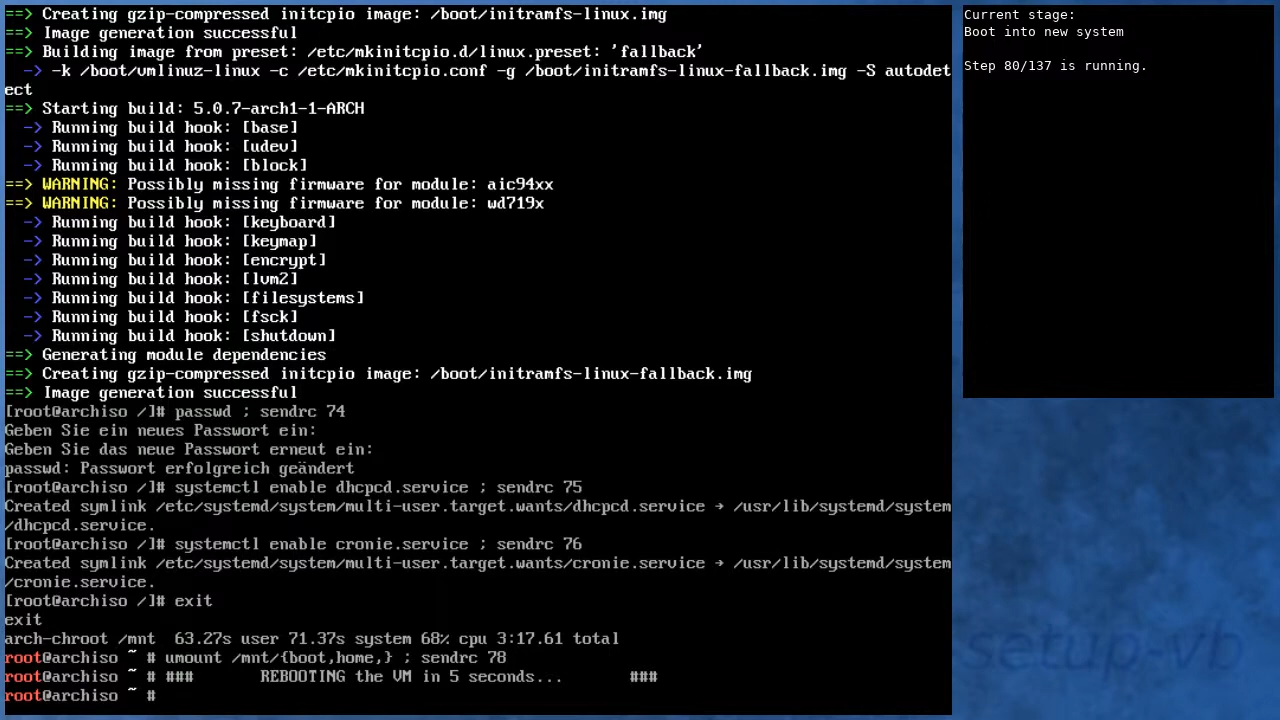 ==> Creating gzip-compressed initcpio image: /boot/initramfs-linux.img
==> Image generation successful
==> Building image from preset: /etc/mkinitcpio.d/linux.preset: 'fallback'
  -> -k /boot/vmlinuz-linux -c /etc/mkinitcpio.conf -g /boot/initramfs-linux-fallback.img -S autodet
ect
==> Starting build: 5.0.7-arch1-1-ARCH
  -> Running build hook: [base]
  -> Running build hook: [udev]
  -> Running build hook: [block]
==> WARNING: Possibly missing firmware for module: aic94xx
==> WARNING: Possibly missing firmware for module: wd719x
  -> Running build hook: [keyboard]
  -> Running build hook: [keymap]
  -> Running build hook: [encrypt]
  -> Running build hook: [lvm2]
  -> Running build hook: [filesystems]
  -> Running build hook: [fsck]
  -> Running build hook: [shutdown]
==> Generating module dependencies
==> Creating gzip-compressed initcpio image: /boot/initramfs-linux-fallback.img
==> Image generation successful
[root@archiso /]# passwd ; sendrc 74
Geben Sie ein neues Passwort ein:
Geben Sie das neue Passwort erneut ein:
passwd: Passwort erfolgreich geändert
[root@archiso /]# systemctl enable dhcpcd.service ; sendrc 75
Created symlink /etc/systemd/system/multi-user.target.wants/dhcpcd.service → /usr/lib/systemd/system
/dhcpcd.service.
[root@archiso /]# systemctl enable cronie.service ; sendrc 76
Created symlink /etc/systemd/system/multi-user.target.wants/cronie.service → /usr/lib/systemd/system
/cronie.service.
[root@archiso /]# exit
exit
arch-chroot /mnt  63.27s user 71.37s system 68% cpu 3:17.61 total
root@archiso ~ # umount /mnt/{boot,home,} ; sendrc 78
root@archiso ~ # ###       REBOOTING the VM in 5 seconds...       ###
root@archiso ~ #
Current stage:
Boot into new system
Step 80/137 is running.
setup-vb